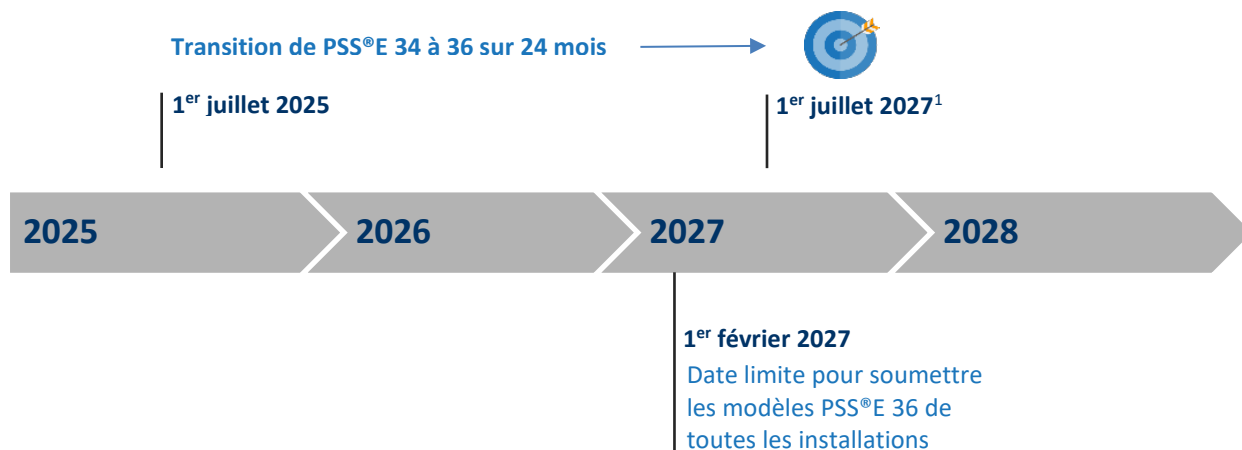 Transition de PSS®E 34 à 36 sur 24 mois
1er juillet 2025
1er juillet 2027¹
2025
2026
2027
2028
1er février 2027
Date limite pour soumettre
les modèles PSS®E 36 de
toutes les installations